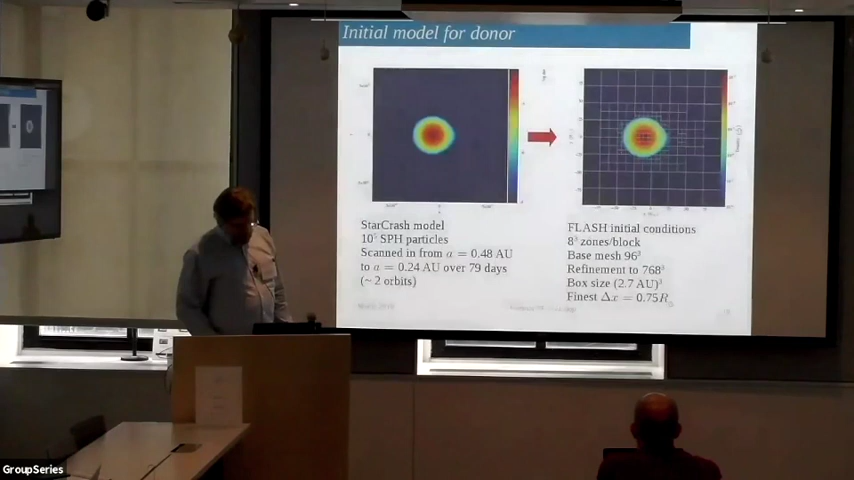 Initial model for donor
StarCrash model
10⁵ SPH particles
Scanned in from a = 0.48 AU
to a = 0.24 AU over 79 days
(~ 2 orbits)
FLASH initial conditions
8³ zones/block
Base mesh 96³
Refinement to 768³
Box size (2.7 AU)³
Finest Δx = 0.75R
GroupSeries